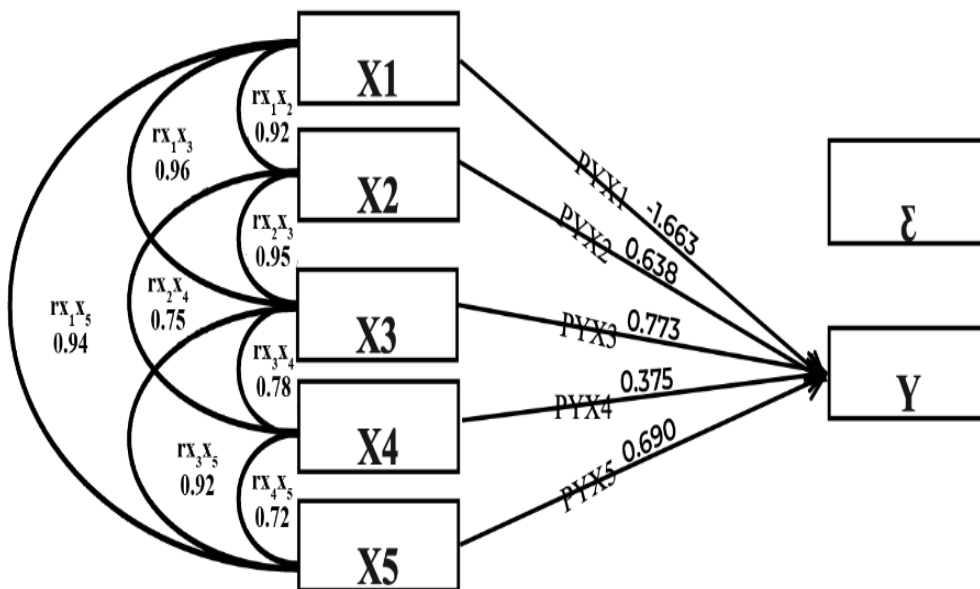 X1
X2
X3
X4
X5
rx₁x₂
0.92
rx₁x₃
0.96
rx₂x₃
0.95
rx₂x₄
0.75
rx₁x₅
0.94
rx₃x₄
0.78
rx₃x₅
0.92
rx₄x₅
0.72
PYX1 -1.663
PYX2 0.638
PYX3 0.773
PYX4 0.375
PYX5 0.690
Ʒ
Y